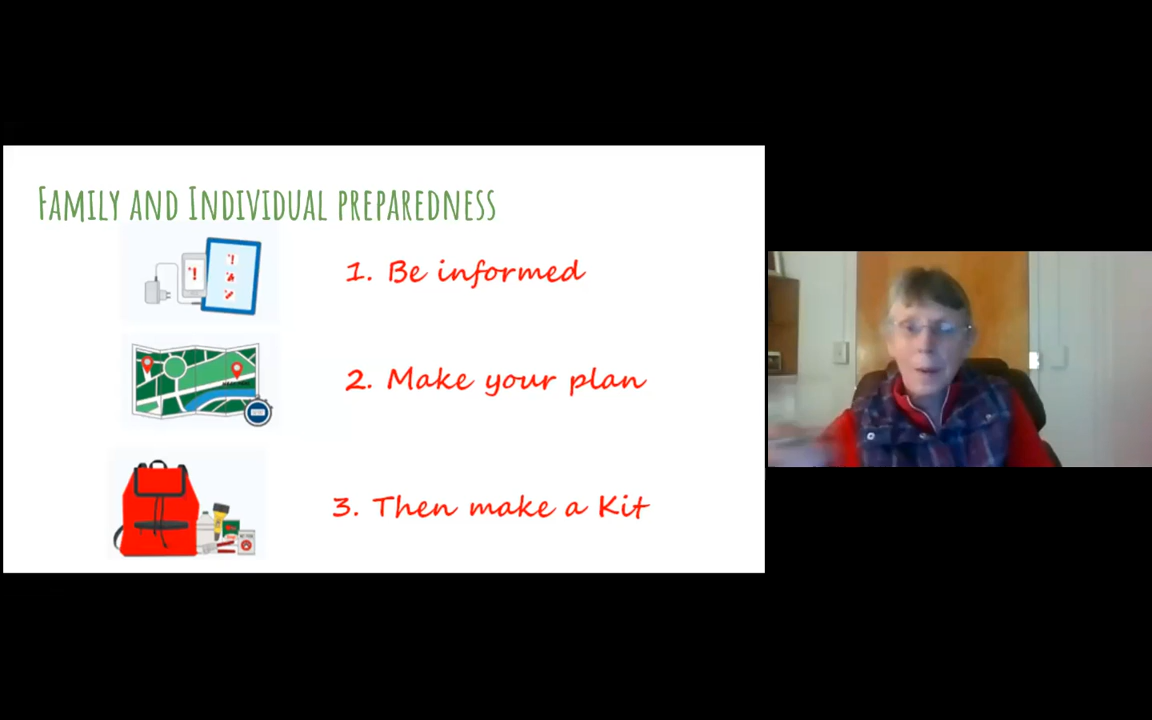 Family and Individual preparedness
1. Be informed
2. Make your plan
3. Then make a Kit